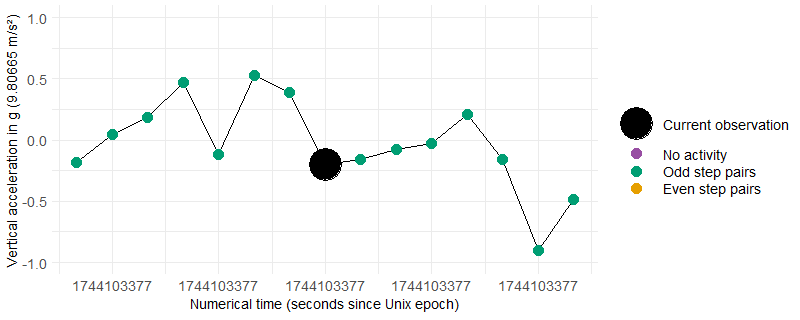 Vertical acceleration in g (9.80665 m/s²)
1.0
0.5
0.0
-0.5
-1.0
1744103377 1744103377 1744103377 1744103377 1744103377
Numerical time (seconds since Unix epoch)
Current observation
No activity
Odd step pairs
Even step pairs